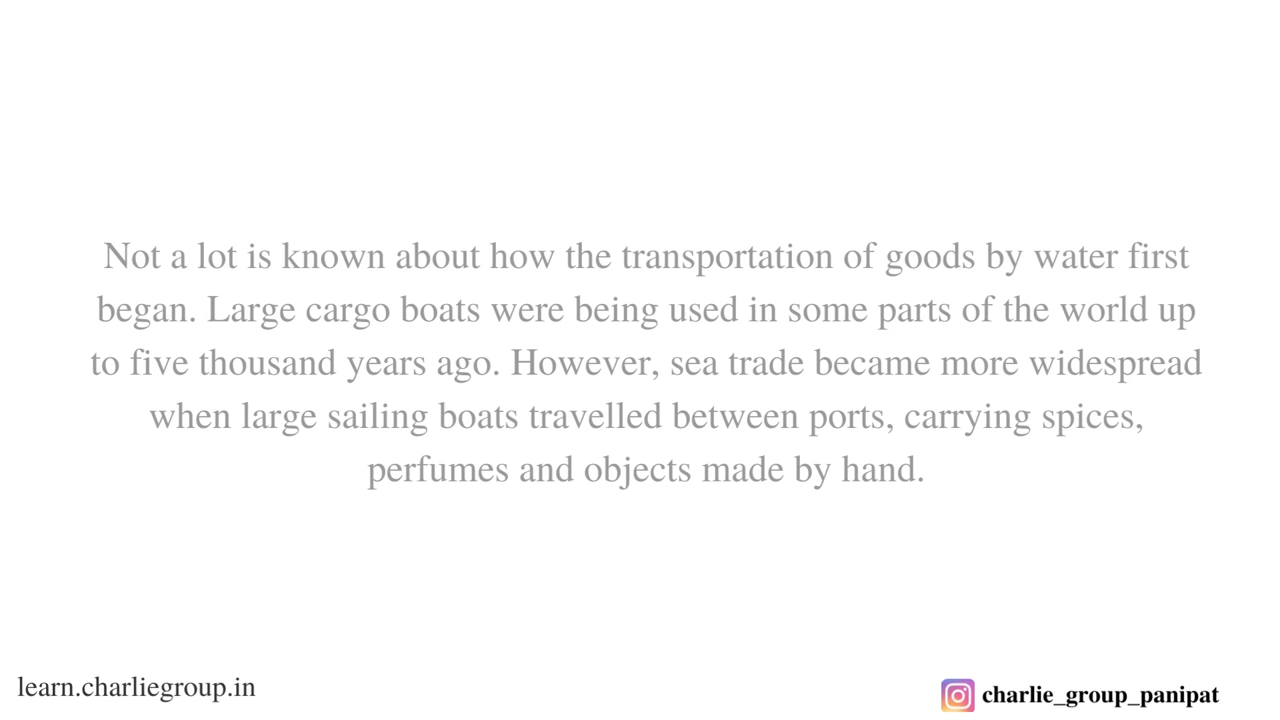 Not a lot is known about how the transportation of goods by water first
began. Large cargo boats were being used in some parts of the world up
to five thousand years ago. However, sea trade became more widespread
when large sailing boats travelled between ports, carrying spices,
perfumes and objects made by hand.
learn.charliegroup.in
charlie_group_panipat